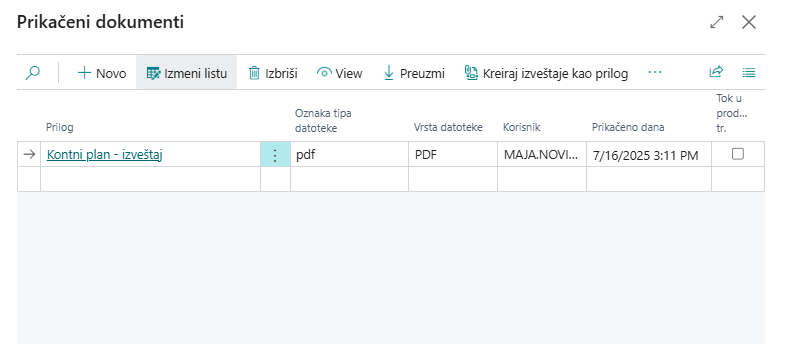 Prikačeni dokumenti
Novo Izmeni listu Izbriši View Preuzmi Kreiraj izveštaje kao prilog ...
Prilog Oznaka tipa datoteke Vrsta datoteke Korisnik Prikačeno dana Tok u prod... tr.
Kontni plan - izveštaj pdf PDF MAJA.NOVI... 7/16/2025 3:11 PM